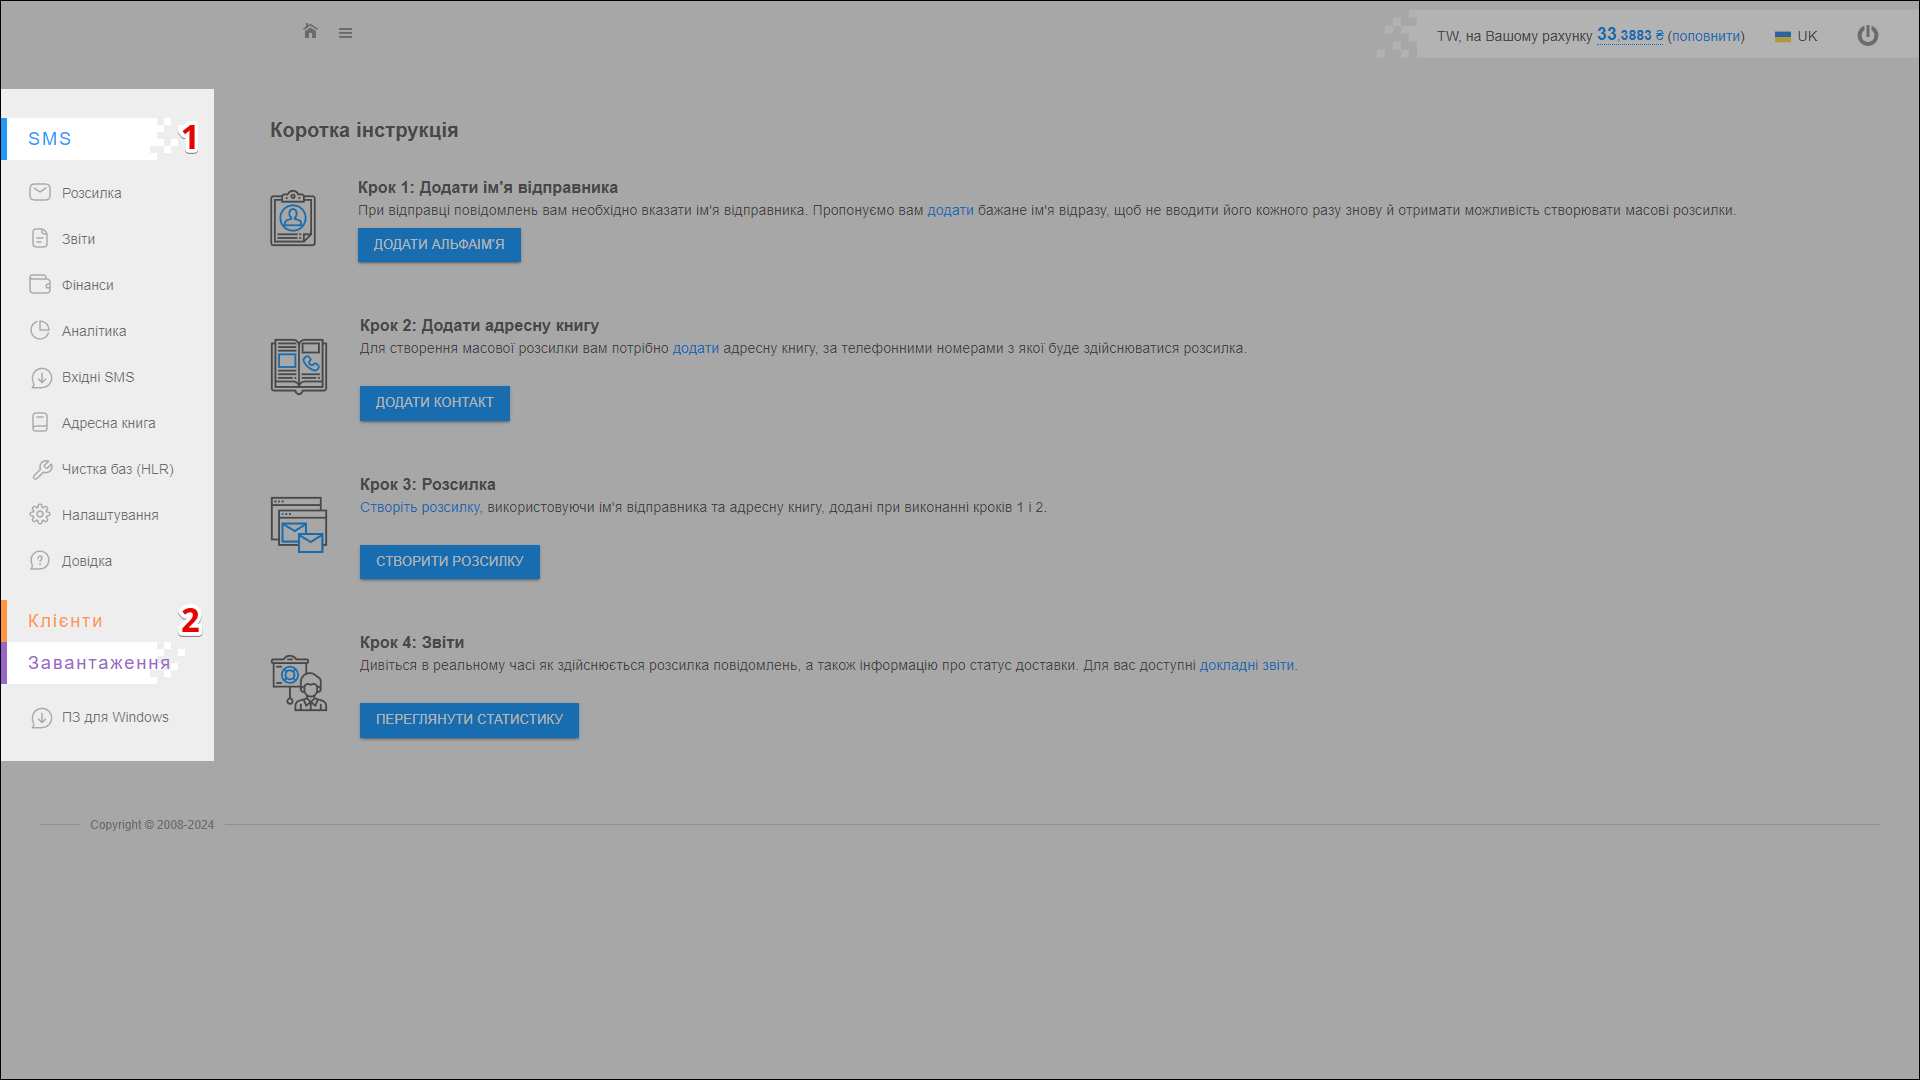 TW, на Вашому рахунку 33,3883 ₴ (поповнити)
UK
SMS
1
Розсилка
Звіти
Фінанси
Аналітика
Вхідні SMS
Адресна книга
Чистка баз (HLR)
Налаштування
Довідка
Клієнти
2
Завантаження
ПЗ для Windows
Коротка інструкція
Крок 1: Додати ім'я відправника
При відправці повідомлень вам необхідно вказати ім'я відправника. Пропонуємо вам додати бажане ім'я відразу, щоб не вводити його кожного разу знову й отримати можливість створювати масові розсилки.
ДОДАТИ АЛЬФАІМ'Я
Крок 2: Додати адресну книгу
Для створення масової розсилки вам потрібно додати адресну книгу, за телефонними номерами з якої буде здійснюватися розсилка.
ДОДАТИ КОНТАКТ
Крок 3: Розсилка
Створіть розсилку, використовуючи ім'я відправника та адресну книгу, додані при виконанні кроків 1 і 2.
СТВОРИТИ РОЗСИЛКУ
Крок 4: Звіти
Дивіться в реальному часі як здійснюється розсилка повідомлень, а також інформацію про статус доставки. Для вас доступні докладні звіти.
ПЕРЕГЛЯНУТИ СТАТИСТИКУ
Copyright © 2008-2024